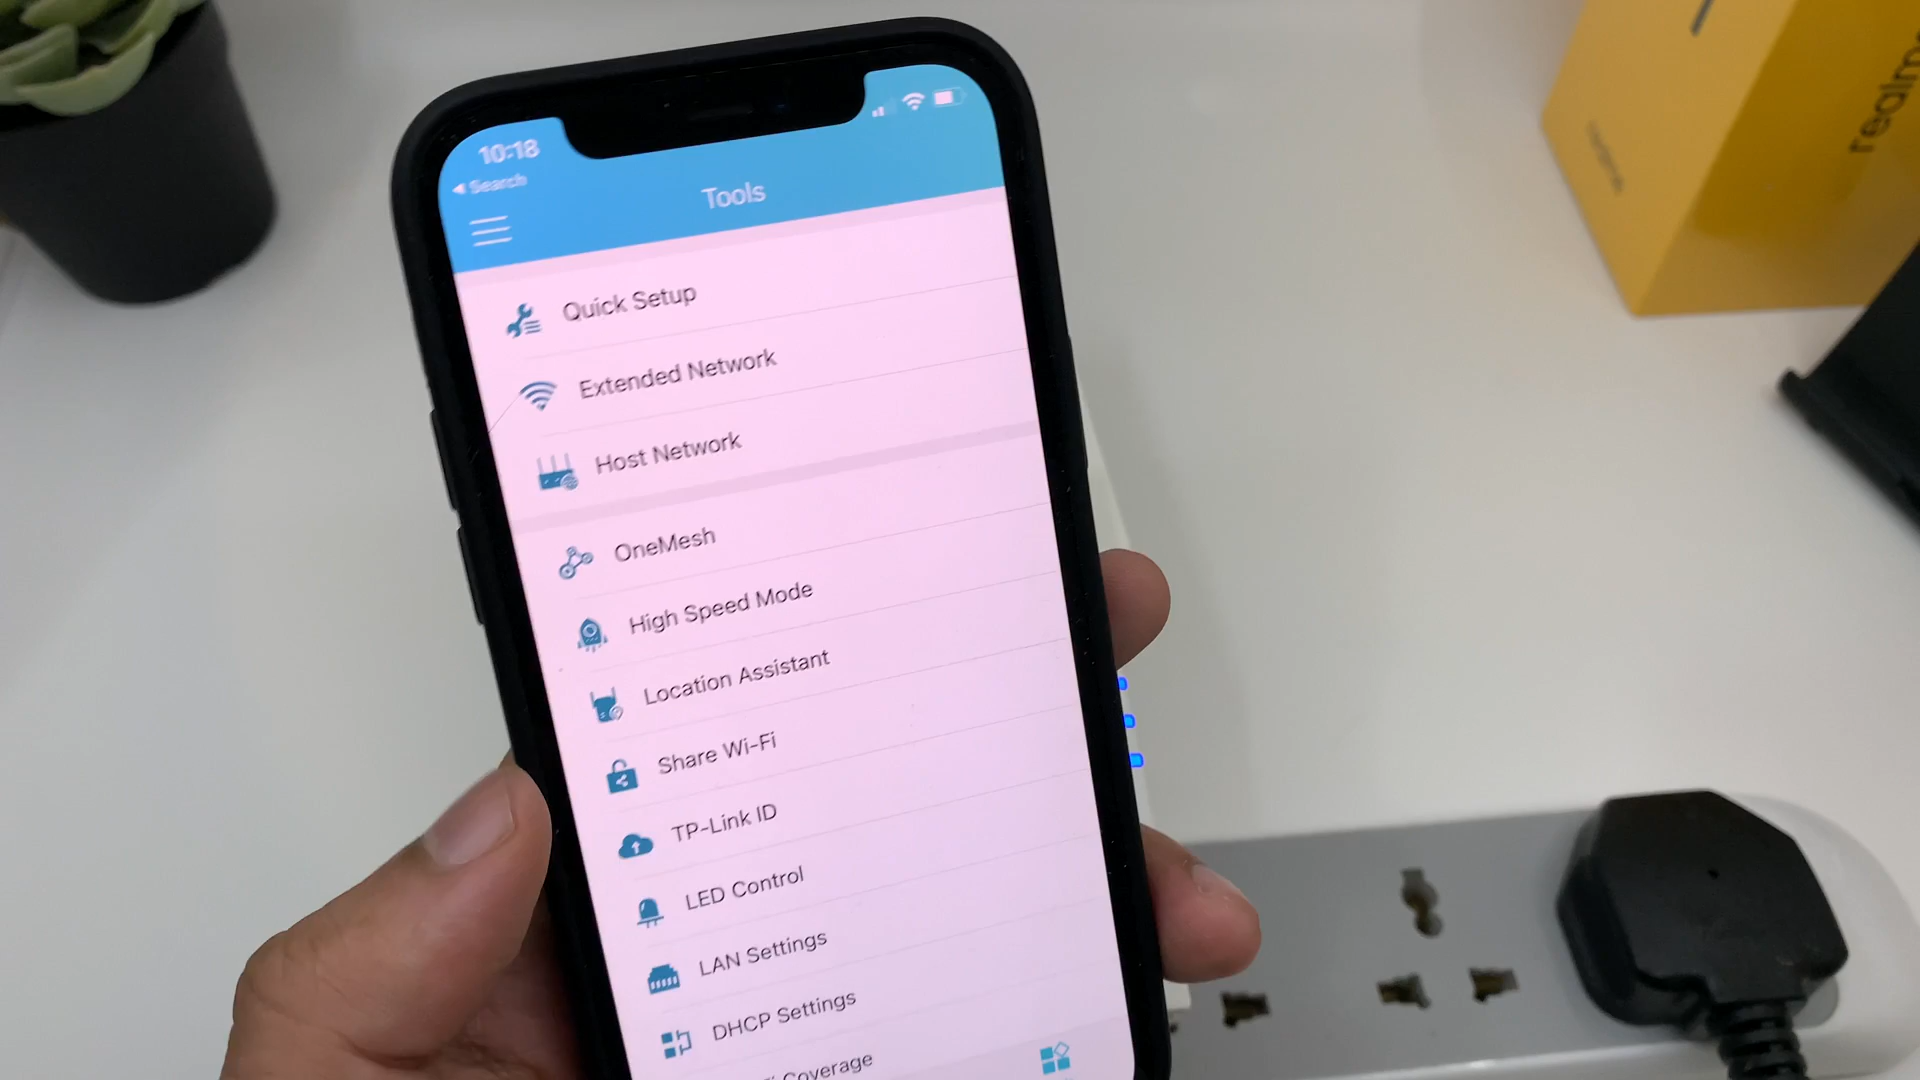 10:18
Search
Tools
Quick Setup
Extended Network
Host Network
OneMesh
High Speed Mode
Location Assistant
Share Wi-Fi
TP-Link ID
LED Control
LAN Settings
DHCP Settings
Coverage
realme